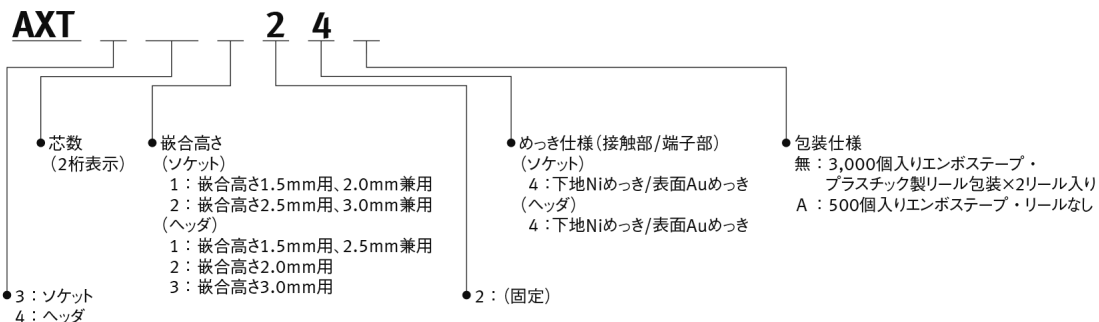 AXT 2 4
芯数
(2桁表示)
嵌合高さ
(ソケット)
1：嵌合高さ1.5mm用、2.0mm兼用
2：嵌合高さ2.5mm用、3.0mm兼用
(ヘッダ)
1：嵌合高さ1.5mm用、2.5mm兼用
2：嵌合高さ2.0mm用
3：嵌合高さ3.0mm用
めっき仕様(接触部/端子部)
(ソケット)
4：下地Niめっき/表面Auめっき
(ヘッダ)
4：下地Niめっき/表面Auめっき
包装仕様
無：3,000個入りエンボステープ・
プラスチック製リール包装×2リール入り
A：500個入りエンボステープ・リールなし
3：ソケット
4：ヘッダ
2：(固定)